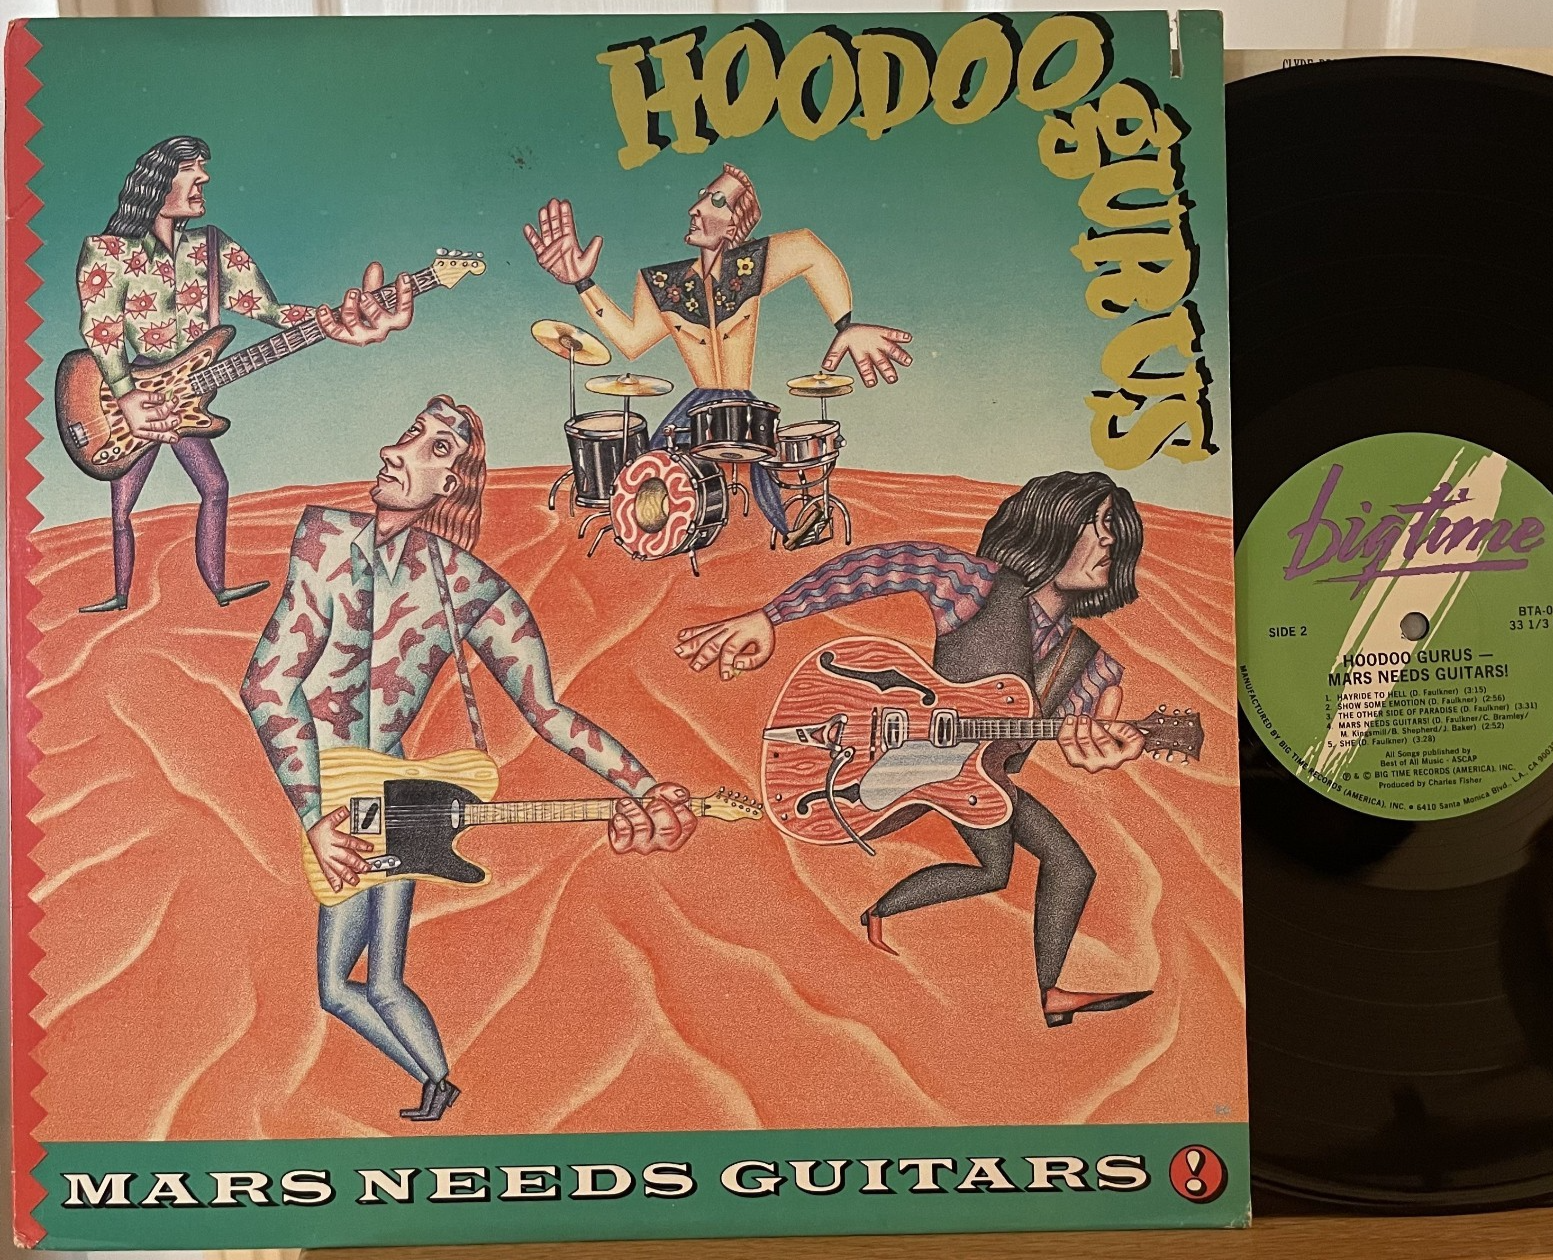 HOODOO
GURUS
MARS NEEDS GUITARS!
bigtime
SIDE 2
BTA-0
33 1/3
HOODOO GURUS —
MARS NEEDS GUITARS!
1. HAYRIDE TO HELL (D. Faulkner) (3:15)
2. SHOW SOME EMOTION (D. Faulkner) (2:56)
3. THE OTHER SIDE OF PARADISE (D. Faulkner) (3.31)
4. MARS NEEDS GUITARS! (D. Faulkner/C. Bramley/
M. Kingsmill/B. Shepherd/J. Baker) (2:52)
5. SHE (D. Faulkner) (3:28)
All Songs published by
Best of All Music - ASCAP
℗ & © BIG TIME RECORDS (AMERICA), INC.
Produced by Charles Fisher
MANUFACTURED BY BIG TIME RECORDS (AMERICA), INC. • 6410 Santa Monica Blvd., L.A., CA 9003